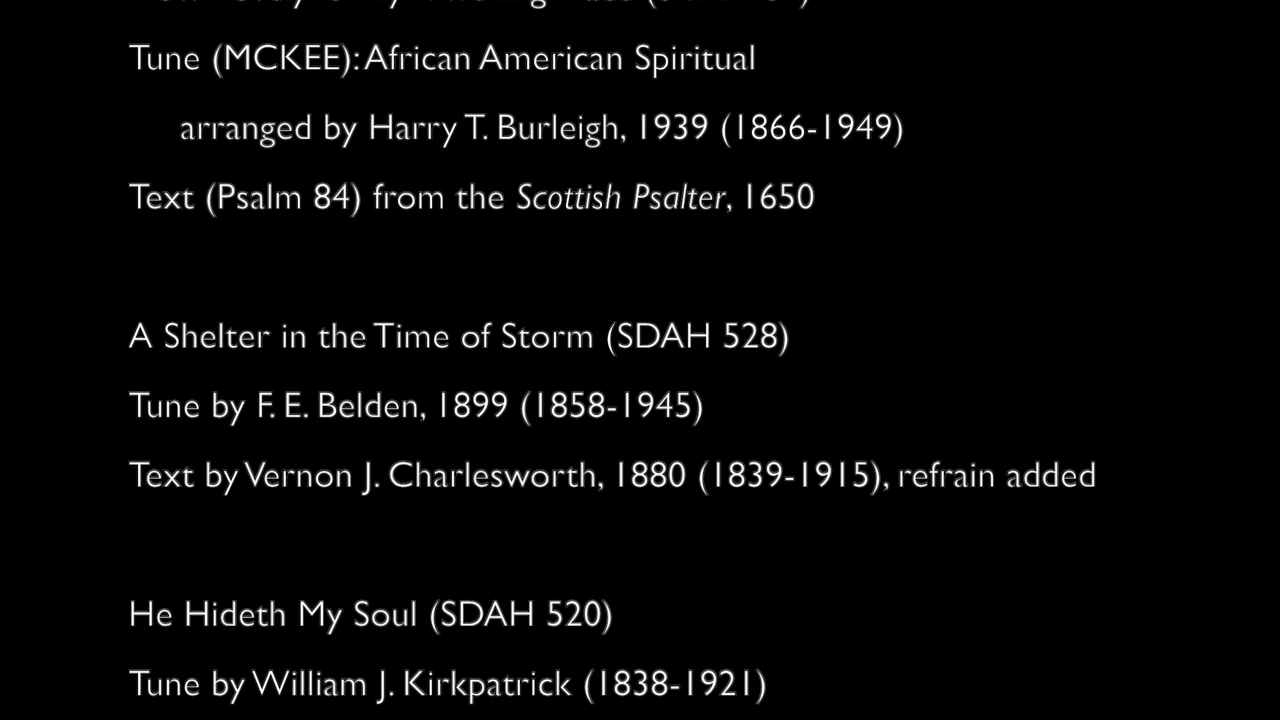 Tune (MCKEE): African American Spiritual
arranged by Harry T. Burleigh, 1939 (1866-1949)
Text (Psalm 84) from the Scottish Psalter, 1650
A Shelter in the Time of Storm (SDAH 528)
Tune by F. E. Belden, 1899 (1858-1945)
Text by Vernon J. Charlesworth, 1880 (1839-1915), refrain added
He Hideth My Soul (SDAH 520)
Tune by William J. Kirkpatrick (1838-1921)